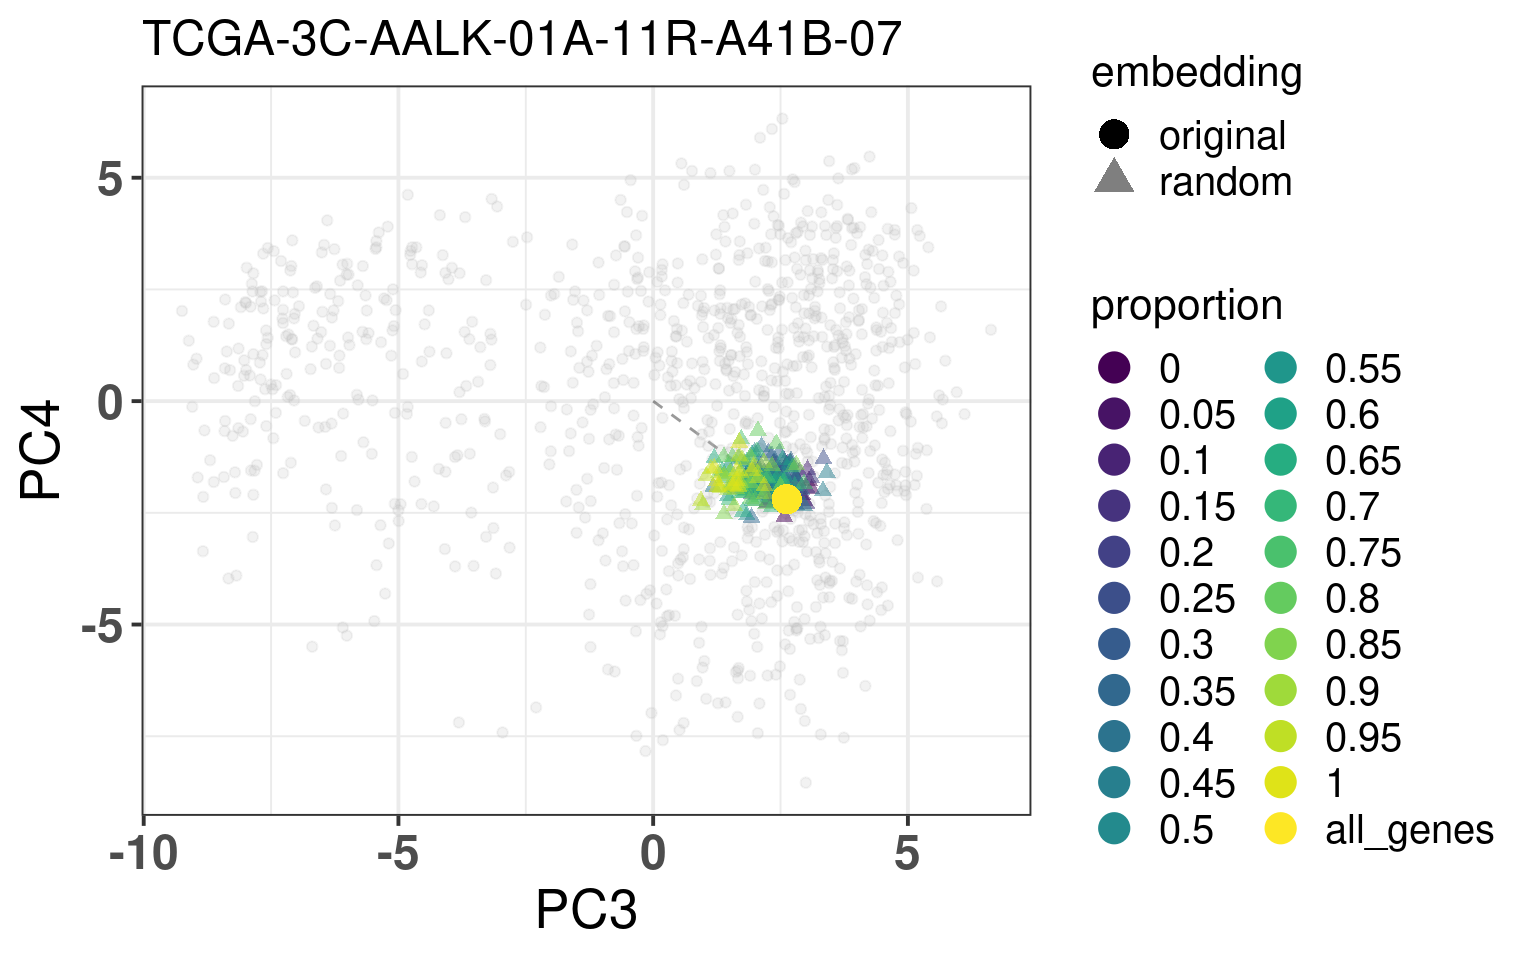 TCGA-3C-AALK-01A-11R-A41B-07
PC4
5
0
-5
-10 -5 0 5
PC3
embedding
original
random
proportion
0 0.55
0.05 0.6
0.1 0.65
0.15 0.7
0.2 0.75
0.25 0.8
0.3 0.85
0.35 0.9
0.4 0.95
0.45 1
0.5 all_genes